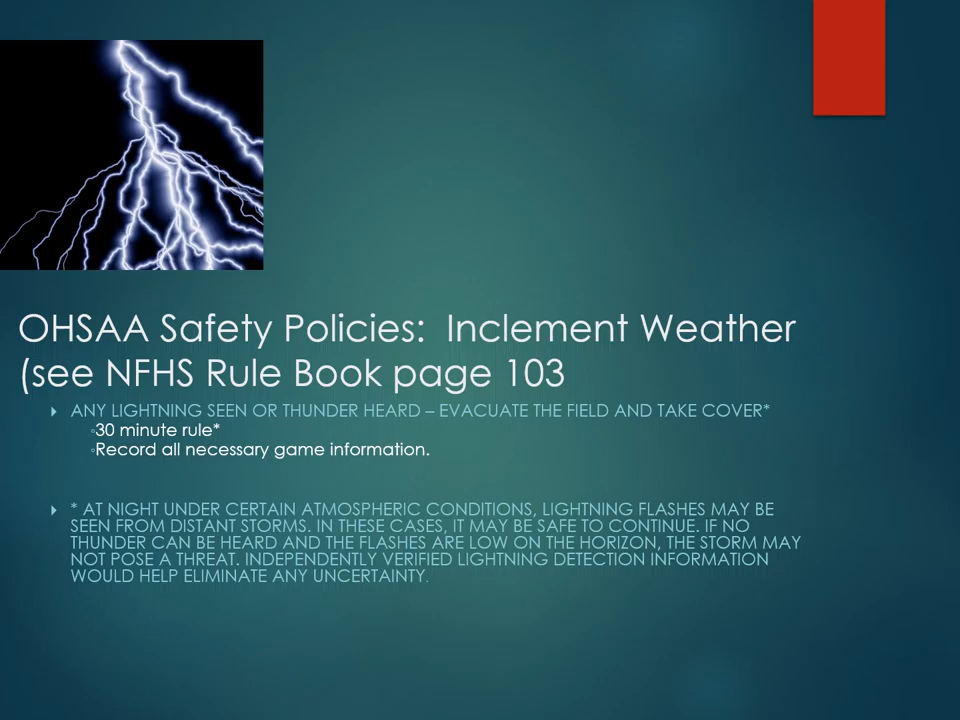 OHSAA Safety Policies:  Inclement Weather
(see NFHS Rule Book page 103
ANY LIGHTNING SEEN OR THUNDER HEARD – EVACUATE THE FIELD AND TAKE COVER*
◦30 minute rule*
◦Record all necessary game information.
* AT NIGHT UNDER CERTAIN ATMOSPHERIC CONDITIONS, LIGHTNING FLASHES MAY BE
SEEN FROM DISTANT STORMS. IN THESE CASES, IT MAY BE SAFE TO CONTINUE. IF NO
THUNDER CAN BE HEARD AND THE FLASHES ARE LOW ON THE HORIZON, THE STORM MAY
NOT POSE A THREAT. INDEPENDENTLY VERIFIED LIGHTNING DETECTION INFORMATION
WOULD HELP ELIMINATE ANY UNCERTAINTY.